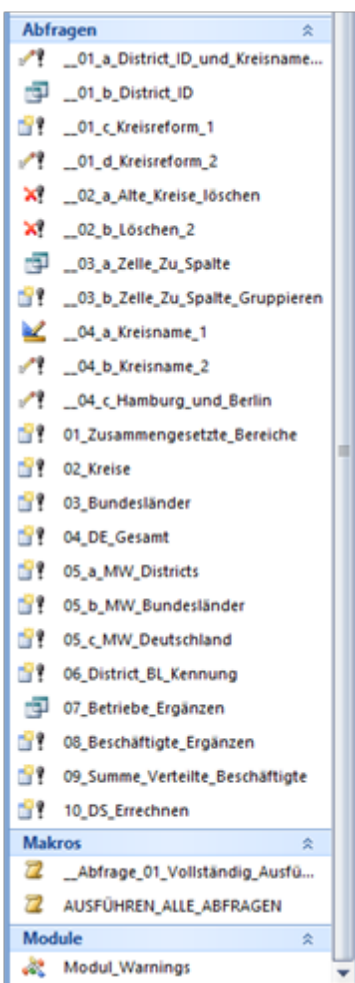 Abfragen
__01_a_District_ID_und_Kreisname...
__01_b_District_ID
__01_c_Kreisreform_1
__01_d_Kreisreform_2
__02_a_Alte_Kreise_löschen
__02_b_Löschen_2
__03_a_Zelle_Zu_Spalte
__03_b_Zelle_Zu_Spalte_Gruppieren
__04_a_Kreisname_1
__04_b_Kreisname_2
__04_c_Hamburg_und_Berlin
01_Zusammengesetzte_Bereiche
02_Kreise
03_Bundesländer
04_DE_Gesamt
05_a_MW_Districts
05_b_MW_Bundesländer
05_c_MW_Deutschland
06_District_BL_Kennung
07_Betriebe_Ergänzen
08_Beschäftigte_Ergänzen
09_Summe_Verteilte_Beschäftigte
10_DS_Errechnen
Makros
__Abfrage_01_Vollständig_Ausfü...
AUSFÜHREN_ALLE_ABFRAGEN
Module
Modul_Warnings